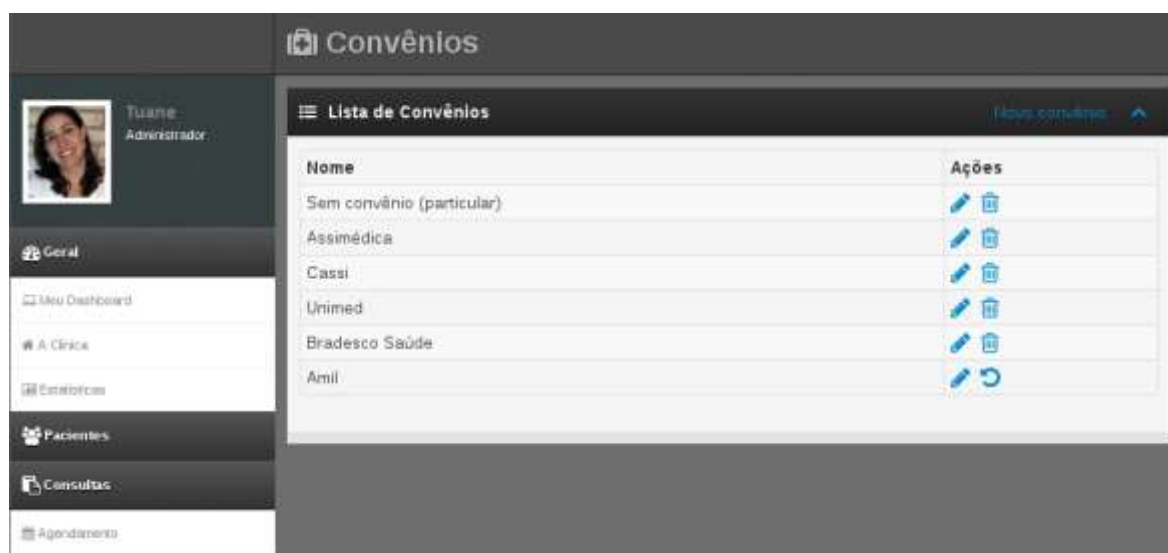 Convênios
Tuane
Administrador
Lista de Convênios
Novo convênio
Nome
Ações
Sem convênio (particular)
Assimédica
Cassi
Unimed
Bradesco Saúde
Amil
Geral
Meu Dashboard
A Clínica
Estatísticas
Pacientes
Consultas
Agendamento